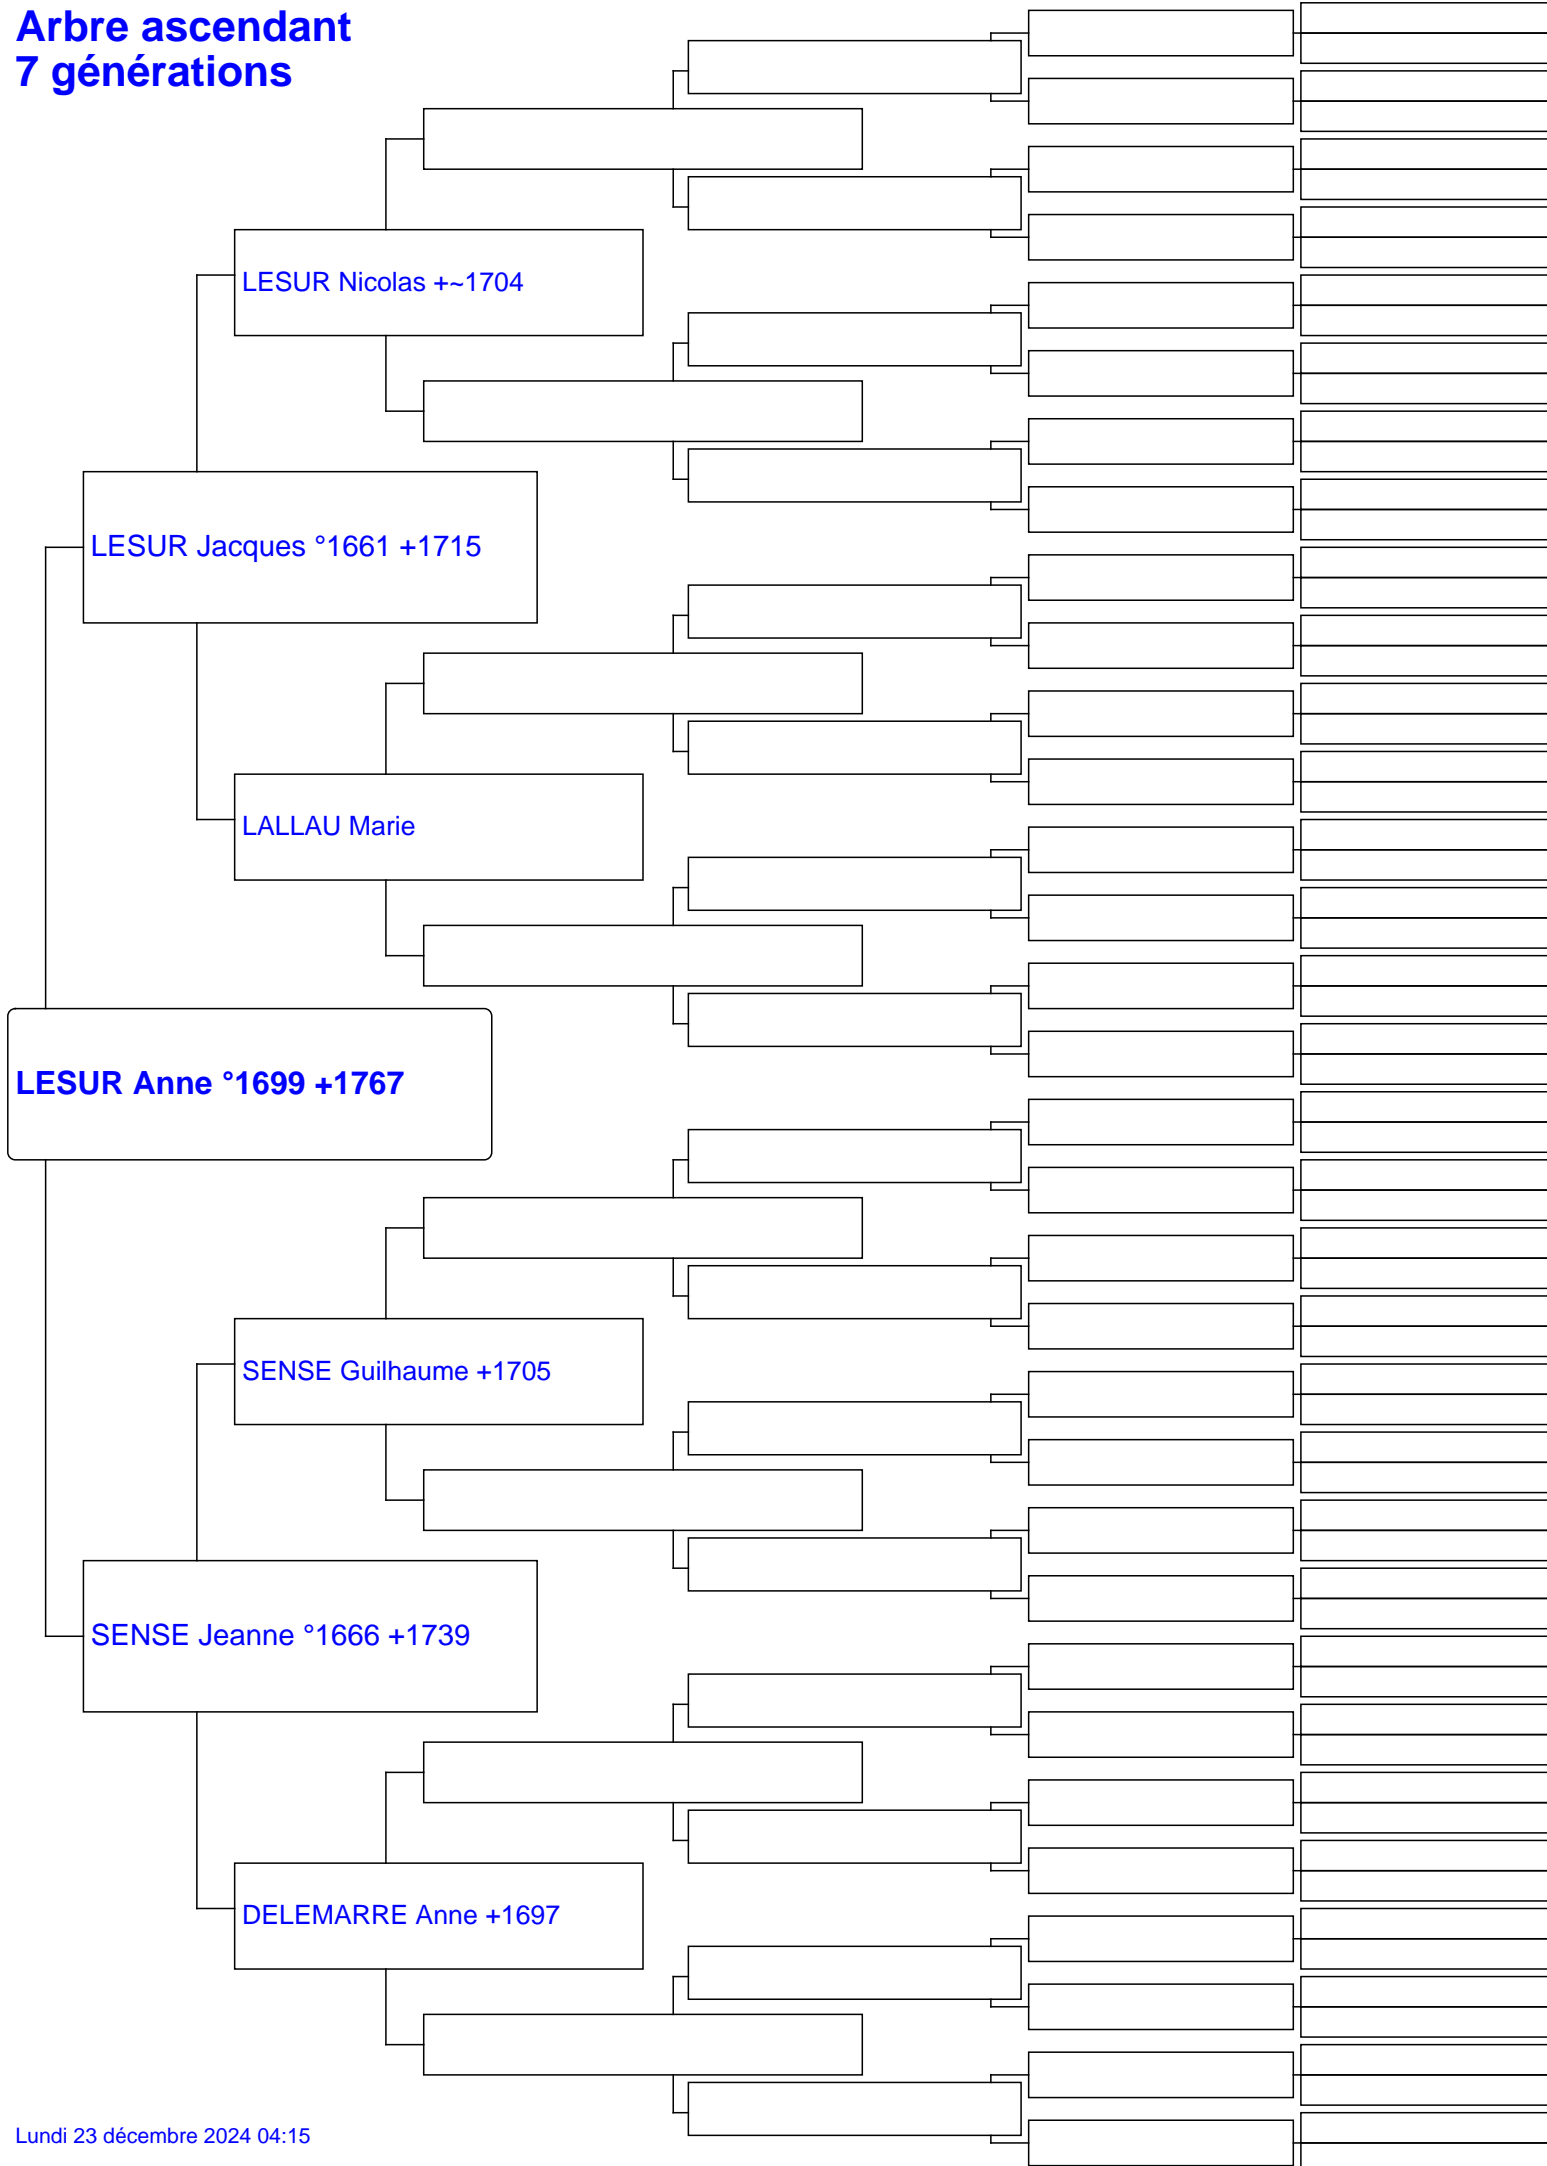 Arbre ascendant
7 générations
LESUR Nicolas +~1704
LESUR Jacques °1661 +1715
LALLAU Marie
LESUR Anne °1699 +1767
SENSE Guilhaume +1705
SENSE Jeanne °1666 +1739
DELEMARRE Anne +1697
Lundi 23 décembre 2024 04:15